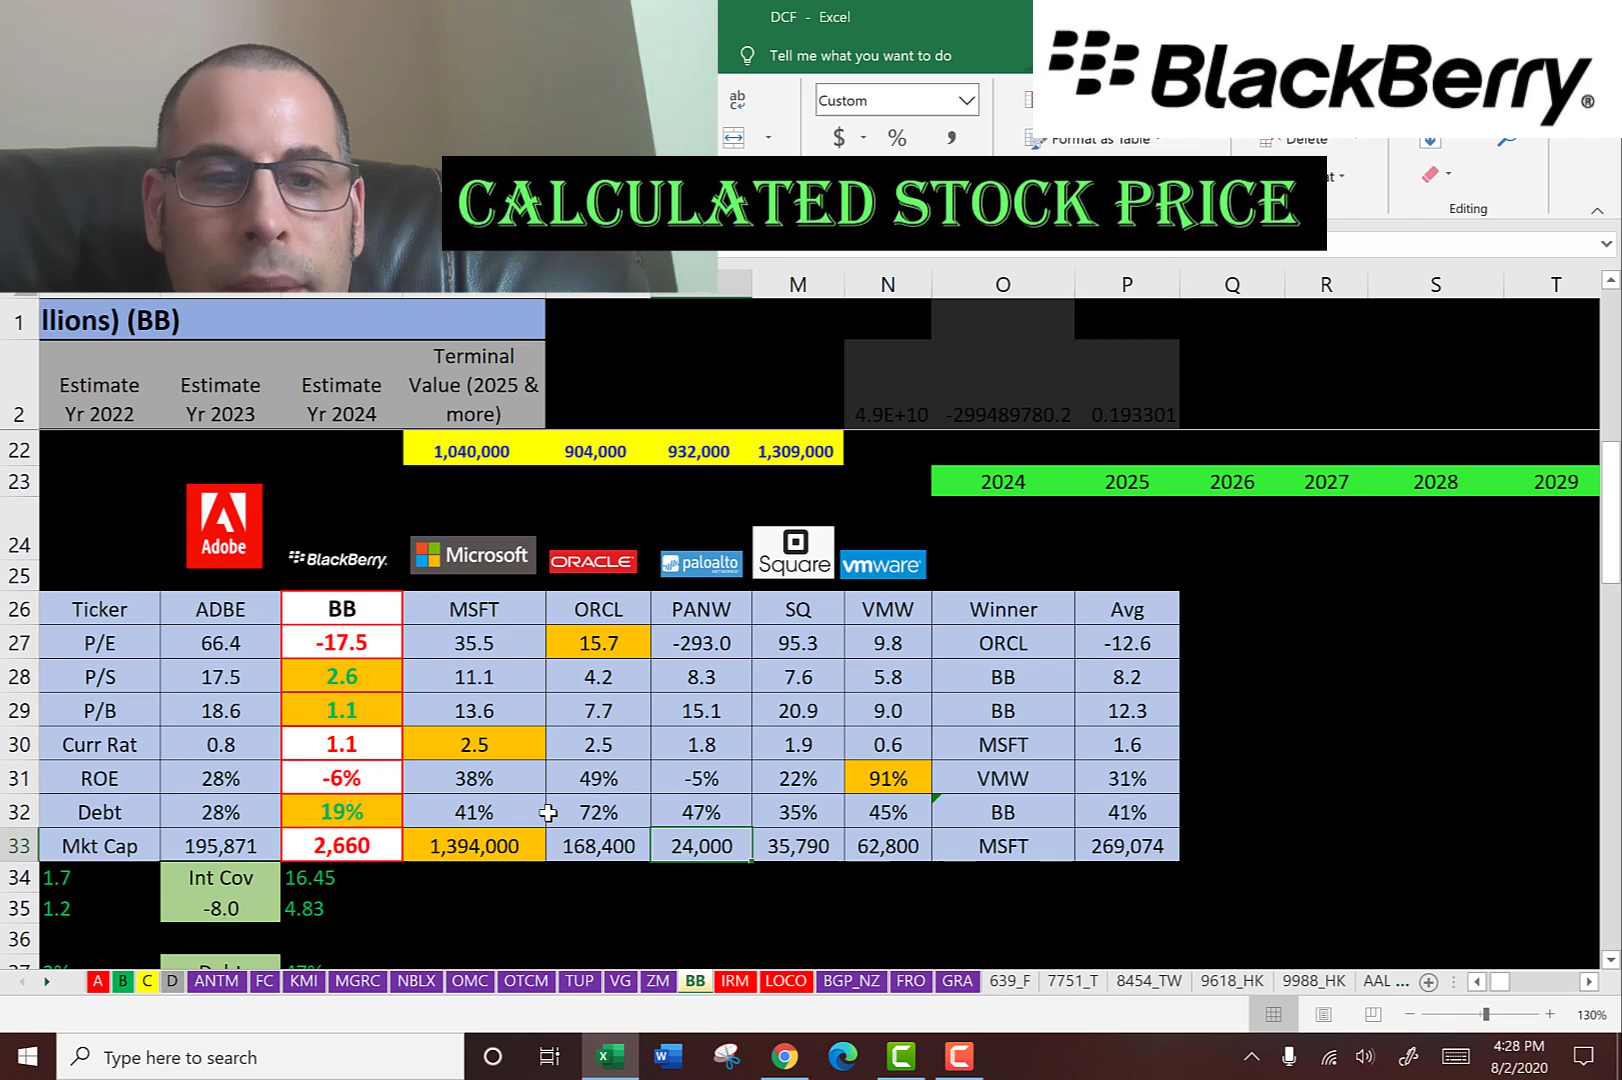 DCF - Excel
Tell me what you want to do
BlackBerry®
ab
Custom
$ % ,
Format as Table
Delete
CALCULATED STOCK PRICE
Editing
M N O P Q R S T
1 llions) (BB)
2 Estimate Yr 2022 Estimate Yr 2023 Estimate Yr 2024 Terminal Value (2025 & more) 4.9E+10 -299489780.2 0.193301
22 1,040,000 904,000 932,000 1,309,000
23 2024 2025 2026 2027 2028 2029
24 Adobe BlackBerry. Microsoft ORACLE paloalto Square vmware
25
26 Ticker ADBE BB MSFT ORCL PANW SQ VMW Winner Avg
27 P/E 66.4 -17.5 35.5 15.7 -293.0 95.3 9.8 ORCL -12.6
28 P/S 17.5 2.6 11.1 4.2 8.3 7.6 5.8 BB 8.2
29 P/B 18.6 1.1 13.6 7.7 15.1 20.9 9.0 BB 12.3
30 Curr Rat 0.8 1.1 2.5 2.5 1.8 1.9 0.6 MSFT 1.6
31 ROE 28% -6% 38% 49% -5% 22% 91% VMW 31%
32 Debt 28% 19% 41% 72% 47% 35% 45% BB 41%
33 Mkt Cap 195,871 2,660 1,394,000 168,400 24,000 35,790 62,800 MSFT 269,074
34 1.7 Int Cov 16.45
35 1.2 -8.0 4.83
36
A B C D ANTM FC KMI MGRC NBLX OMC OTCM TUP VG ZM BB IRM LOCO BGP_NZ FRO GRA 639_F 7751_T 8454_TW 9618_HK 9988_HK AAL ...
130%
Type here to search
4:28 PM
8/2/2020